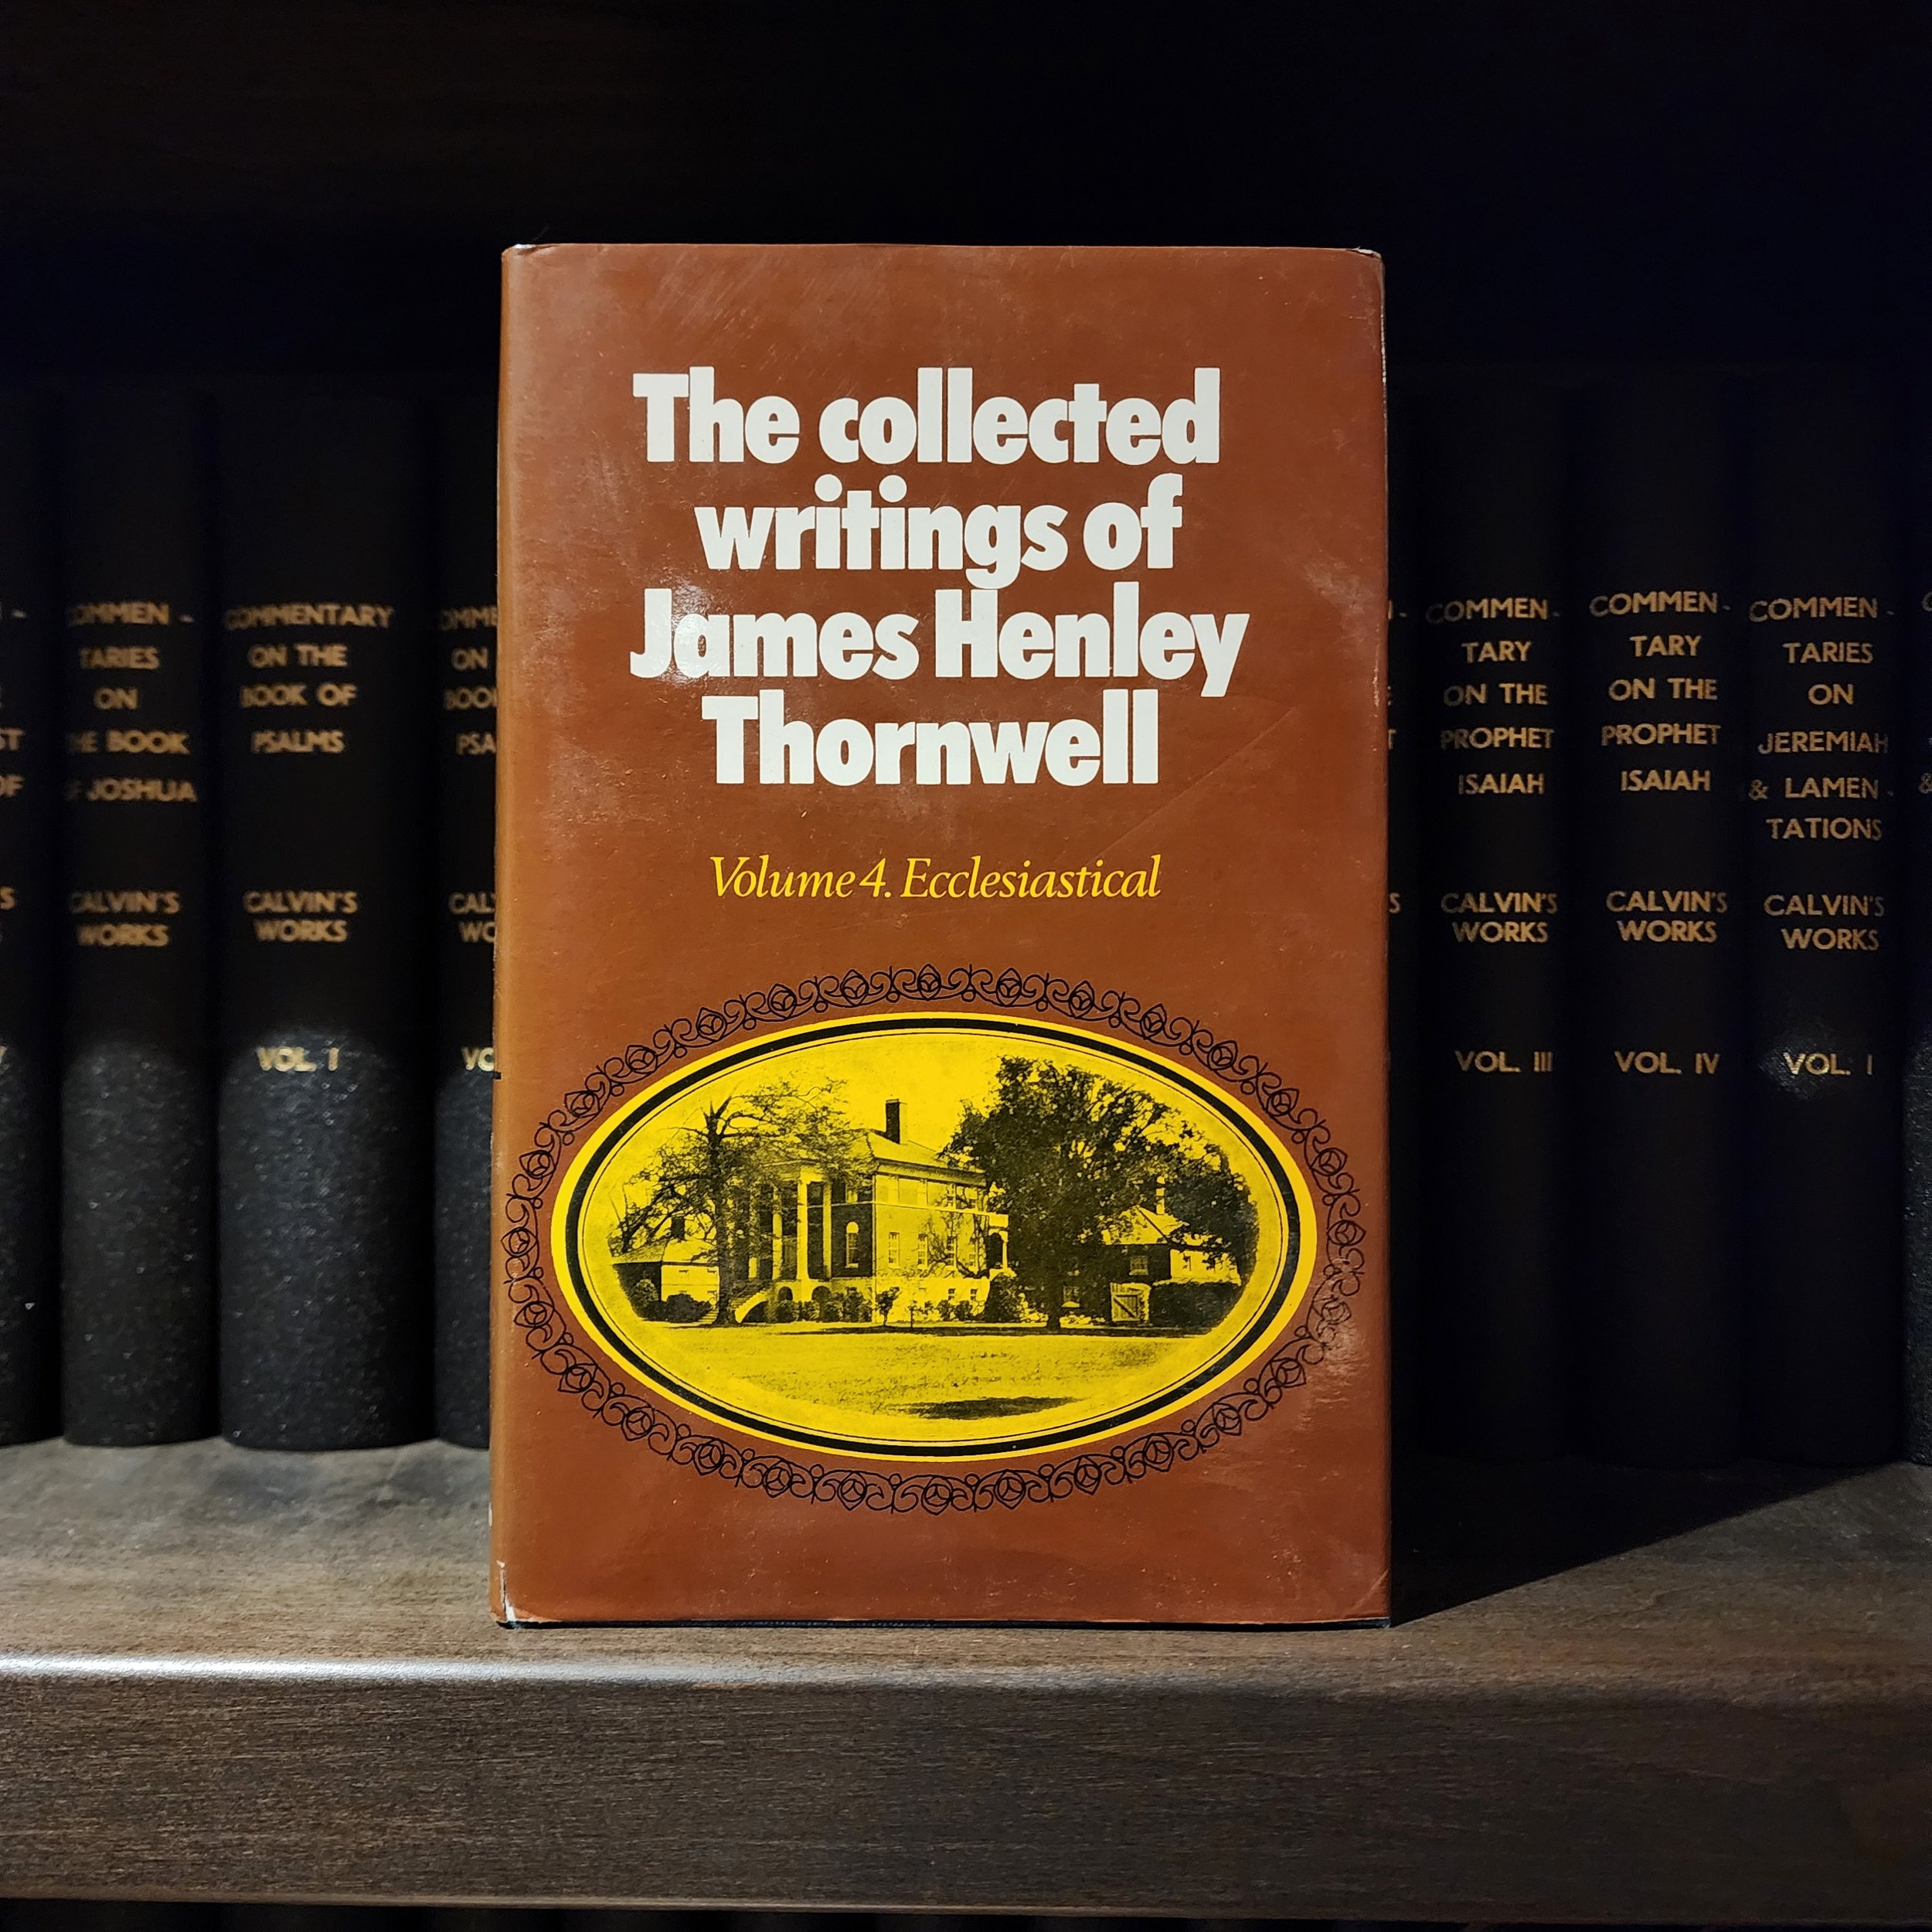 The collected
writings of
James Henley
Thornwell
Volume 4. Ecclesiastical
COMMEN -
TARIES
ON
THE BOOK
OF JOSHUA
CALVIN'S
WORKS
COMMENTARY
ON THE
BOOK OF
PSALMS
CALVIN'S
WORKS
VOL. I
ON
COMMEN -
TARY
ON THE
PROPHET
ISAIAH
CALVIN'S
WORKS
VOL. III
COMMEN -
TARY
ON THE
PROPHET
ISAIAH
CALVIN'S
WORKS
VOL. IV
COMMEN -
TARIES
ON
JEREMIAH
& LAMEN -
TATIONS
CALVIN'S
WORKS
VOL. I